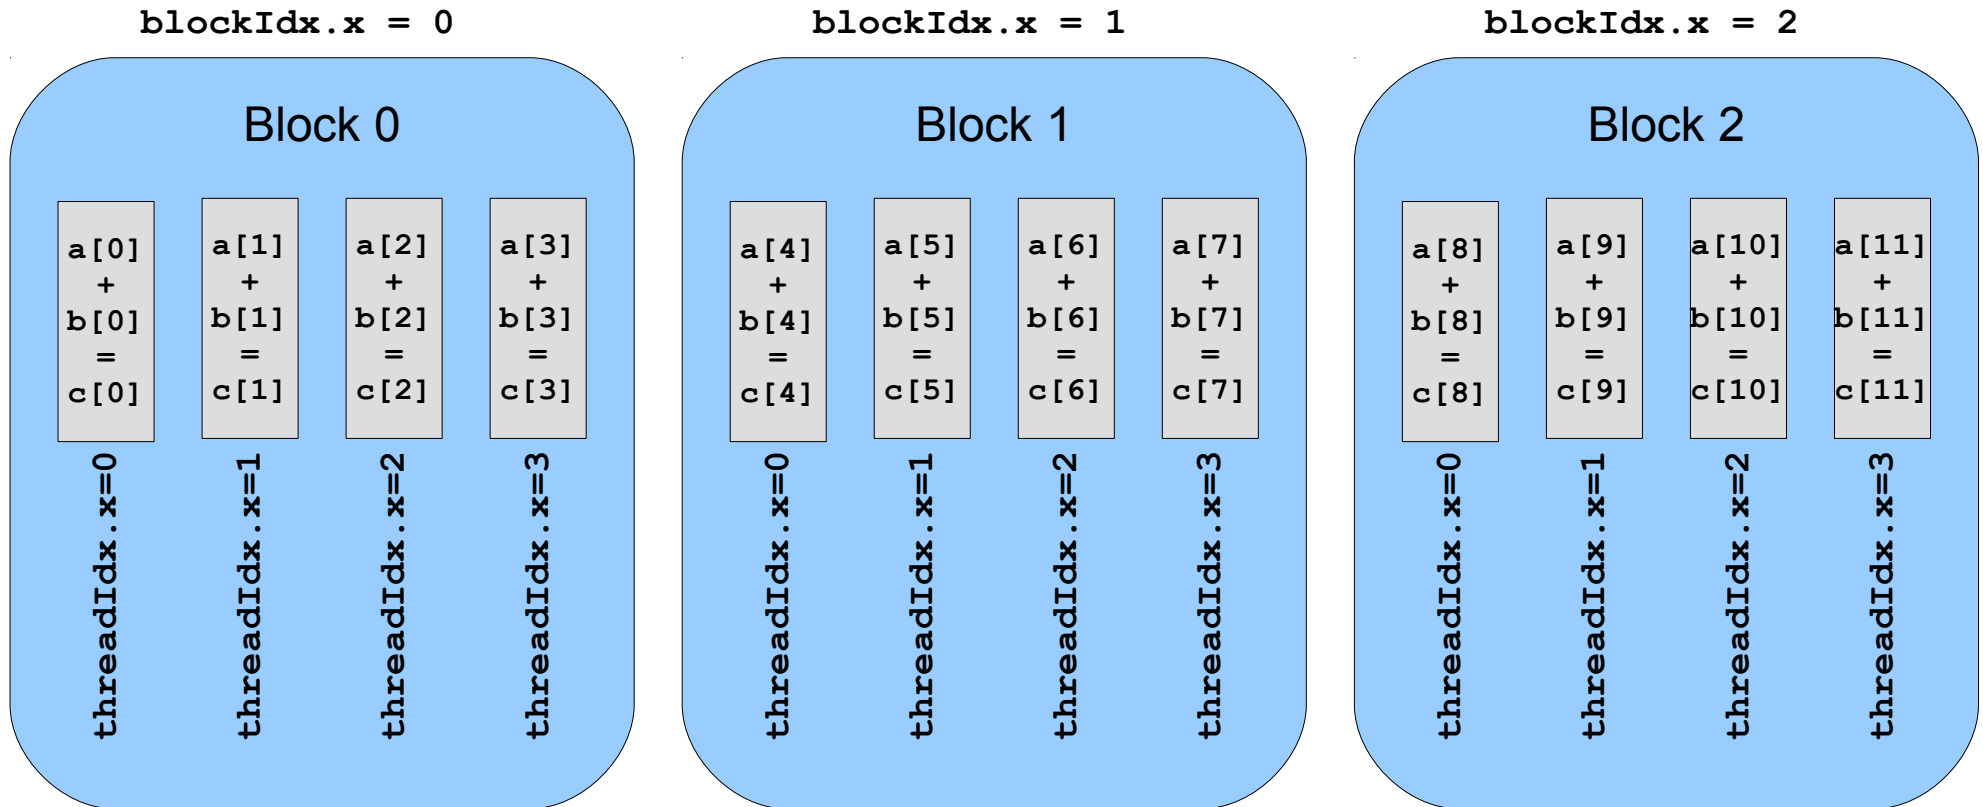 blockIdx.x = 0
Block 0
a[0]
+
b[0]
=
c[0]
threadIdx.x=0
a[1]
+
b[1]
=
c[1]
threadIdx.x=1
a[2]
+
b[2]
=
c[2]
threadIdx.x=2
a[3]
+
b[3]
=
c[3]
threadIdx.x=3
blockIdx.x = 1
Block 1
a[4]
+
b[4]
=
c[4]
threadIdx.x=0
a[5]
+
b[5]
=
c[5]
threadIdx.x=1
a[6]
+
b[6]
=
c[6]
threadIdx.x=2
a[7]
+
b[7]
=
c[7]
threadIdx.x=3
blockIdx.x = 2
Block 2
a[8]
+
b[8]
=
c[8]
threadIdx.x=0
a[9]
+
b[9]
=
c[9]
threadIdx.x=1
a[10]
+
b[10]
=
c[10]
threadIdx.x=2
a[11]
+
b[11]
=
c[11]
threadIdx.x=3